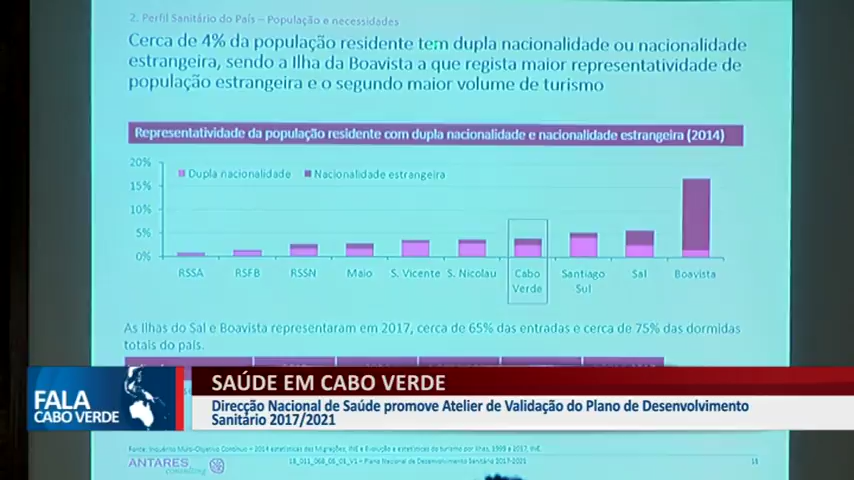 2. Perfil Sanitário do País – População e necessidades
Cerca de 4% da população residente tem dupla nacionalidade ou nacionalidade
estrangeira, sendo a Ilha da Boavista a que regista maior representatividade de
população estrangeira e o segundo maior volume de turismo
Representatividade da população residente com dupla nacionalidade e nacionalidade estrangeira (2014)
20%
15%
10%
5%
0%
Dupla nacionalidade
Nacionalidade estrangeira
RSSA
RSFB
RSSN
Maio
S. Vicente
S. Nicolau
Cabo
Verde
Santiago
Sul
Sal
Boavista
As Ilhas do Sal e Boavista representaram em 2017, cerca de 65% das entradas e cerca de 75% das dormidas
totais do país.
FALA
CABO VERDE
SAÚDE EM CABO VERDE
Direcção Nacional de Saúde promove Atelier de Validação do Plano de Desenvolvimento
Sanitário 2017/2021
ANTARES
consulting